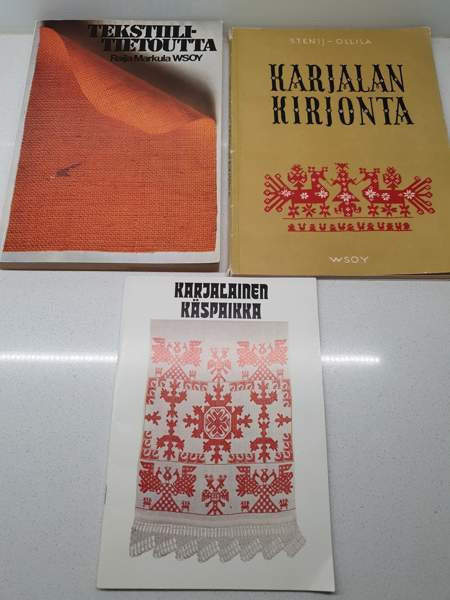 TEKSTIILI-
TIETOUTTA
Raija Markula WSOY
STENIJ-OLLILA
KARJALAN
KIRJONTA
WSOY
KARJALAINEN
KÄSPAIKKA